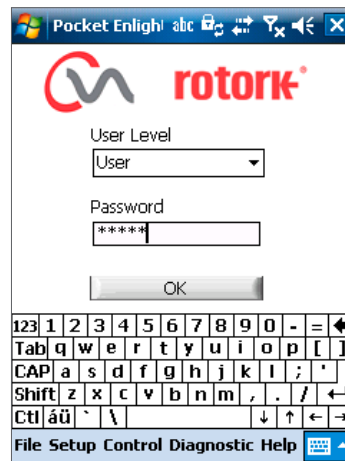 Pocket Enligh abc
rotork
User Level
User
Password
*****
OK
123 1 2 3 4 5 6 7 8 9 0 - =
Tab q w e r t y u i o p [ ]
CAP a s d f g h j k l ; '
Shift z x c v b n m , . /
Ctl áü ` \
File Setup Control Diagnostic Help